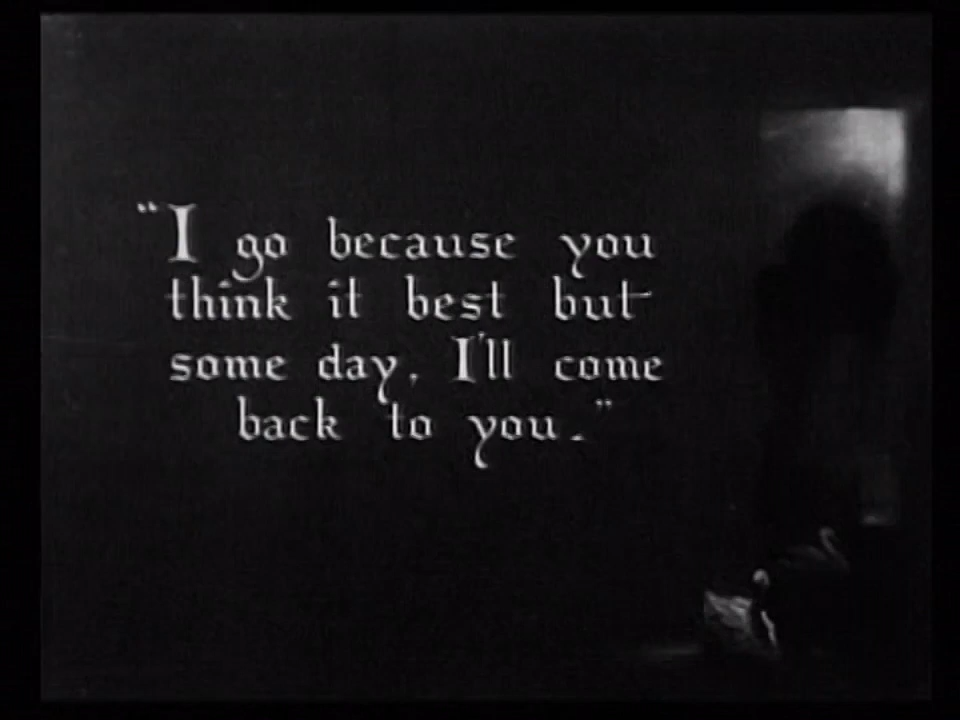 “I go because you
think it best but
some day, I'll come
back to you.”